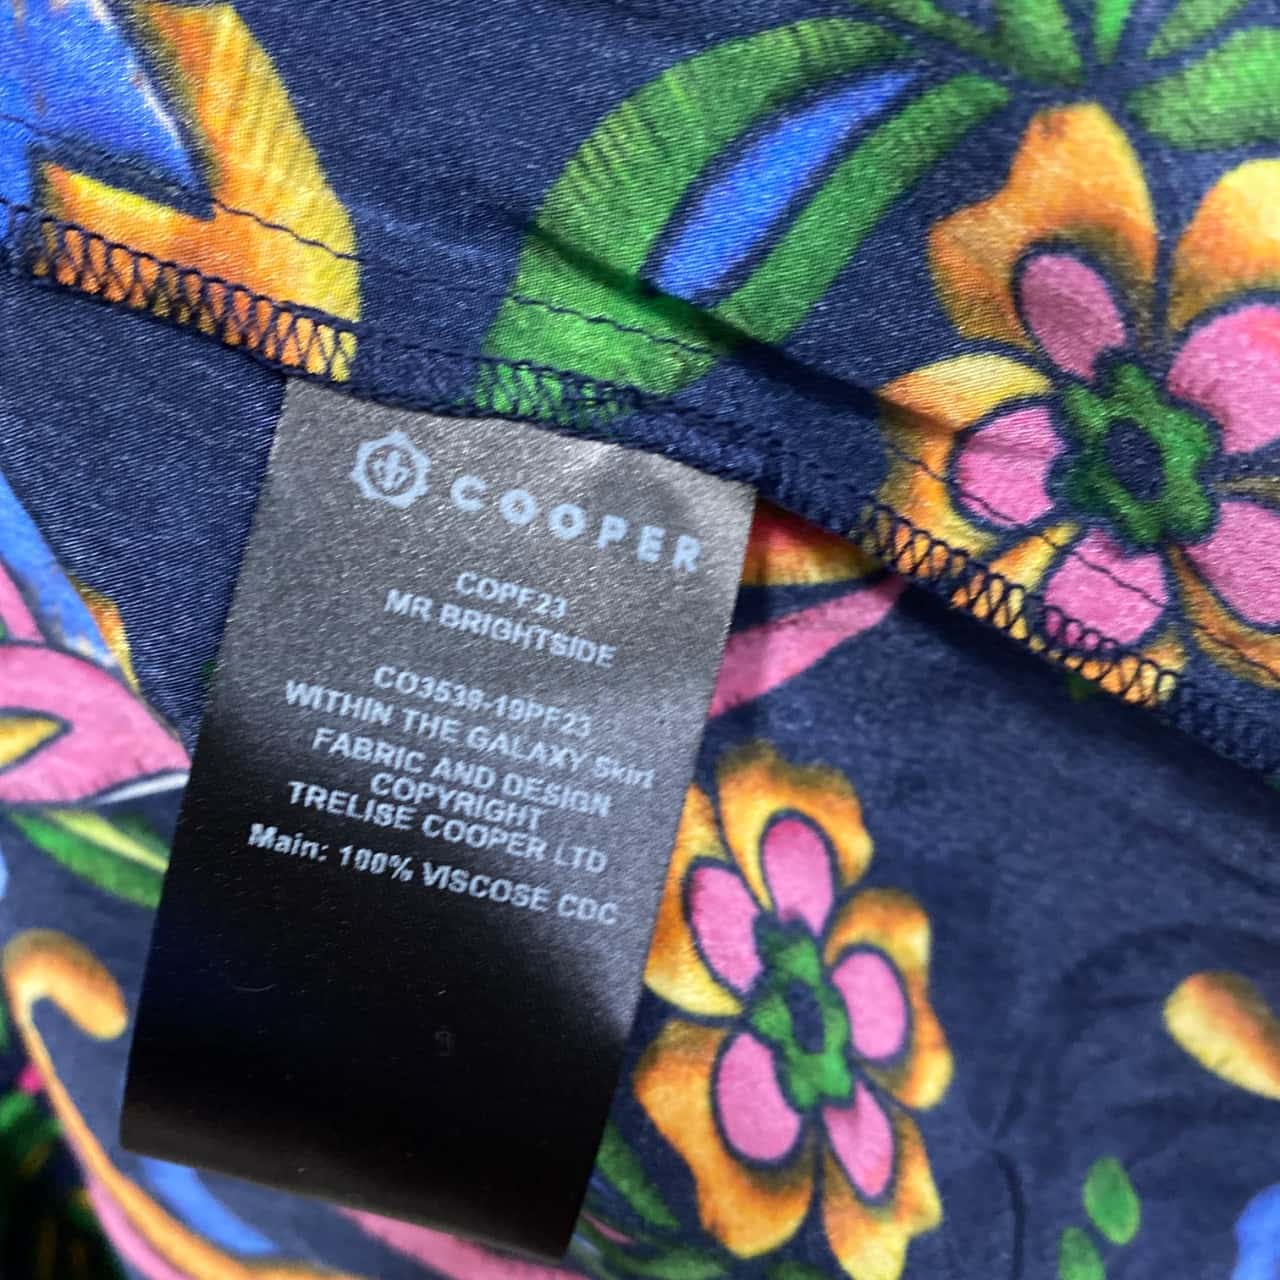 COOPER
COPF23
MR BRIGHTSIDE
CO3539-19PF23
WITHIN THE GALAXY Skirt
FABRIC AND DESIGN
COPYRIGHT
TRELISE COOPER LTD
Main: 100% VISCOSE CDC